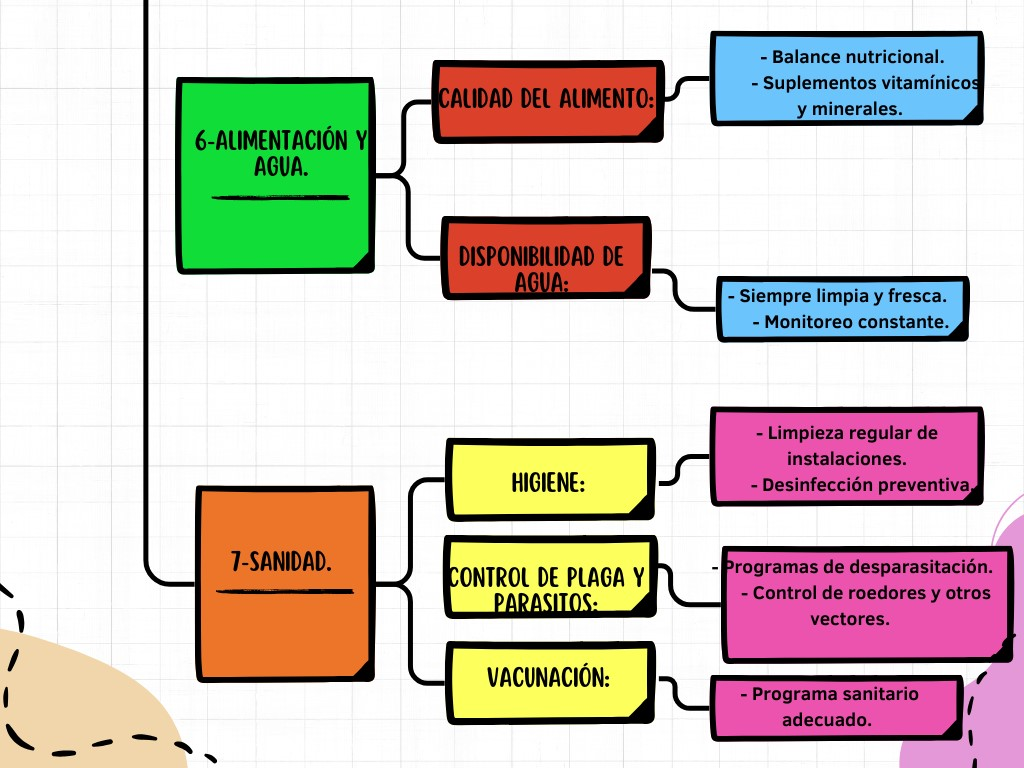 6-ALIMENTACIÓN Y
AGUA.
CALIDAD DEL ALIMENTO:
- Balance nutricional.
- Suplementos vitamínicos
y minerales.
DISPONIBILIDAD DE
AGUA:
- Siempre limpia y fresca.
- Monitoreo constante.
7-SANIDAD.
HIGIENE:
- Limpieza regular de
instalaciones.
- Desinfección preventiva.
CONTROL DE PLAGA Y
PARASITOS:
- Programas de desparasitación.
- Control de roedores y otros
vectores.
VACUNACIÓN:
- Programa sanitario
adecuado.